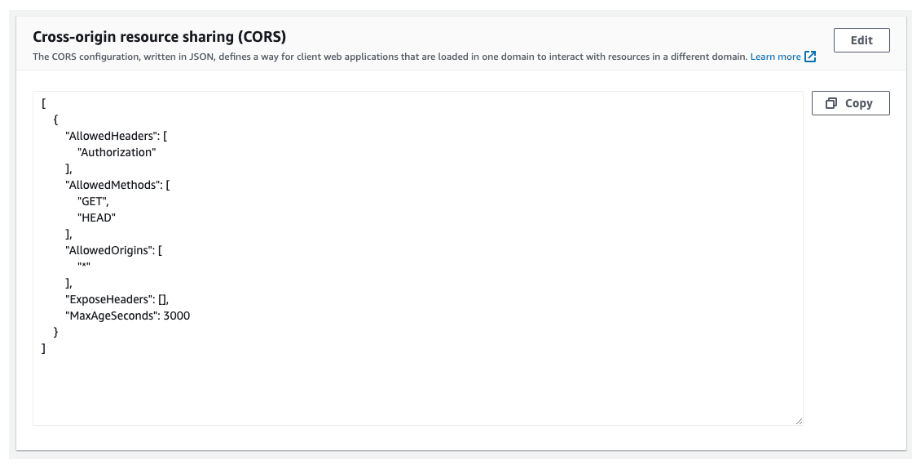 Cross-origin resource sharing (CORS)
Edit
The CORS configuration, written in JSON, defines a way for client web applications that are loaded in one domain to interact with resources in a different domain. Learn more
Copy
[
{
"AllowedHeaders": [
"Authorization"
],
"AllowedMethods": [
"GET",
"HEAD"
],
"AllowedOrigins": [
"*"
],
"ExposeHeaders": [],
"MaxAgeSeconds": 3000
}
]